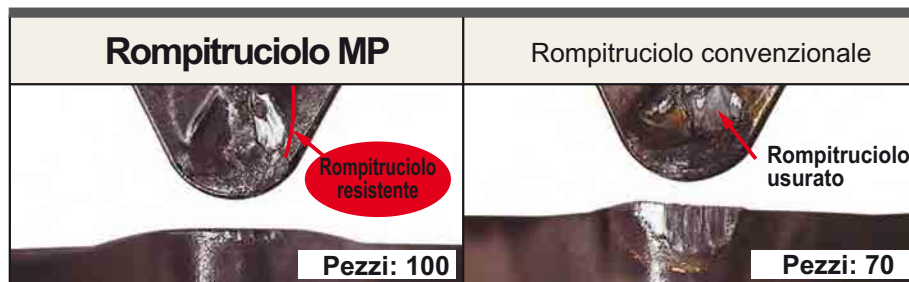 Rompitruciolo MP
Rompitruciolo convenzionale
Rompitruciolo
resistente
Pezzi: 100
Rompitruciolo
usurato
Pezzi: 70